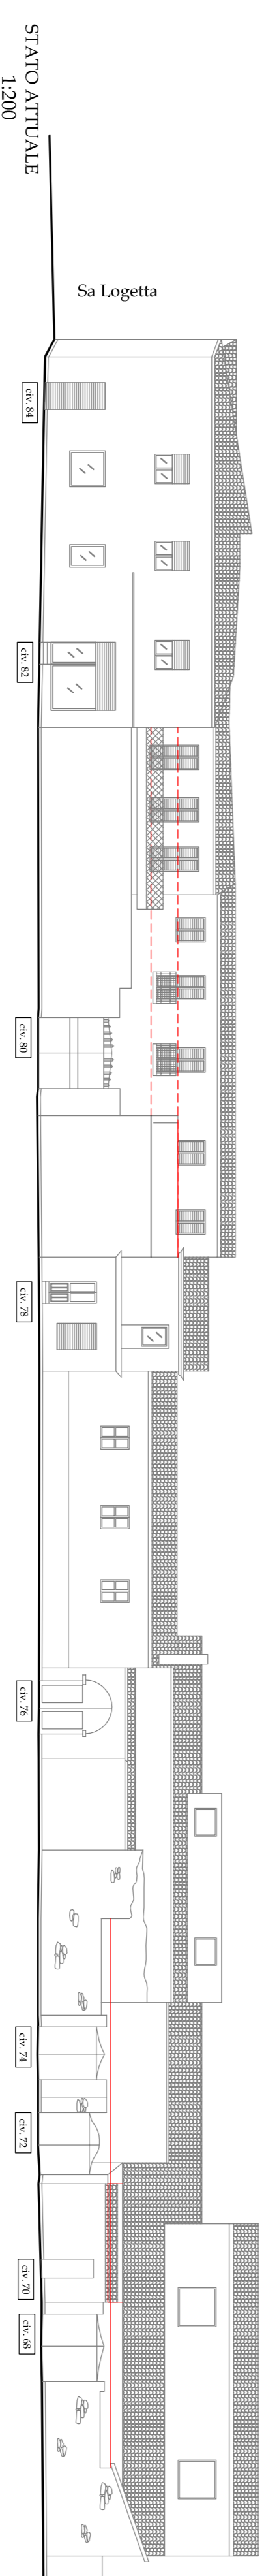 STATO ATTUALE
1:200
Sa Logetta
civ. 84
civ. 82
civ. 80
civ. 78
civ. 76
civ. 74
civ. 72
civ. 70
civ. 68